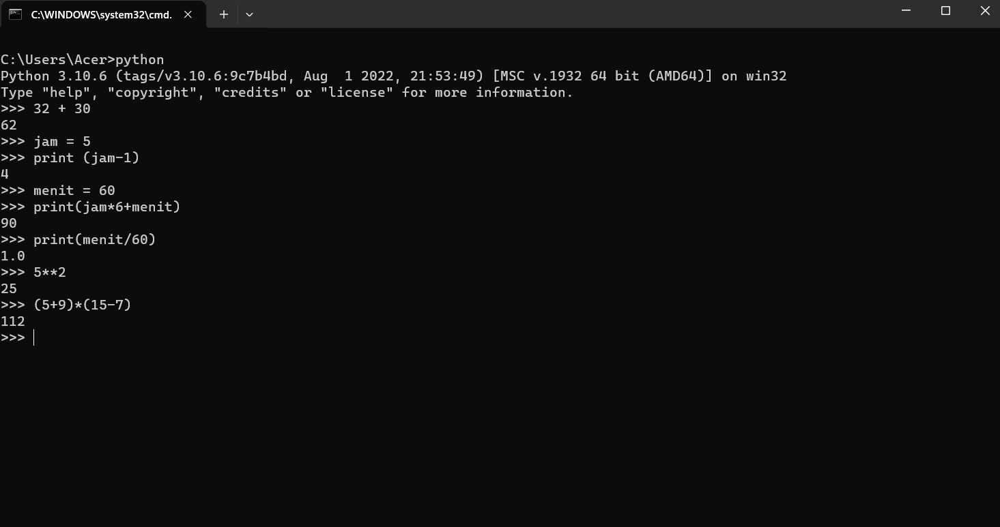 C:\WINDOWS\system32\cmd.
C:\Users\Acer>python
Python 3.10.6 (tags/v3.10.6:9c7b4bd, Aug  1 2022, 21:53:49) [MSC v.1932 64 bit (AMD64)] on win32
Type "help", "copyright", "credits" or "license" for more information.
>>> 32 + 30
62
>>> jam = 5
>>> print (jam-1)
4
>>> menit = 60
>>> print(jam*6+menit)
90
>>> print(menit/60)
1.0
>>> 5**2
25
>>> (5+9)*(15-7)
112
>>>